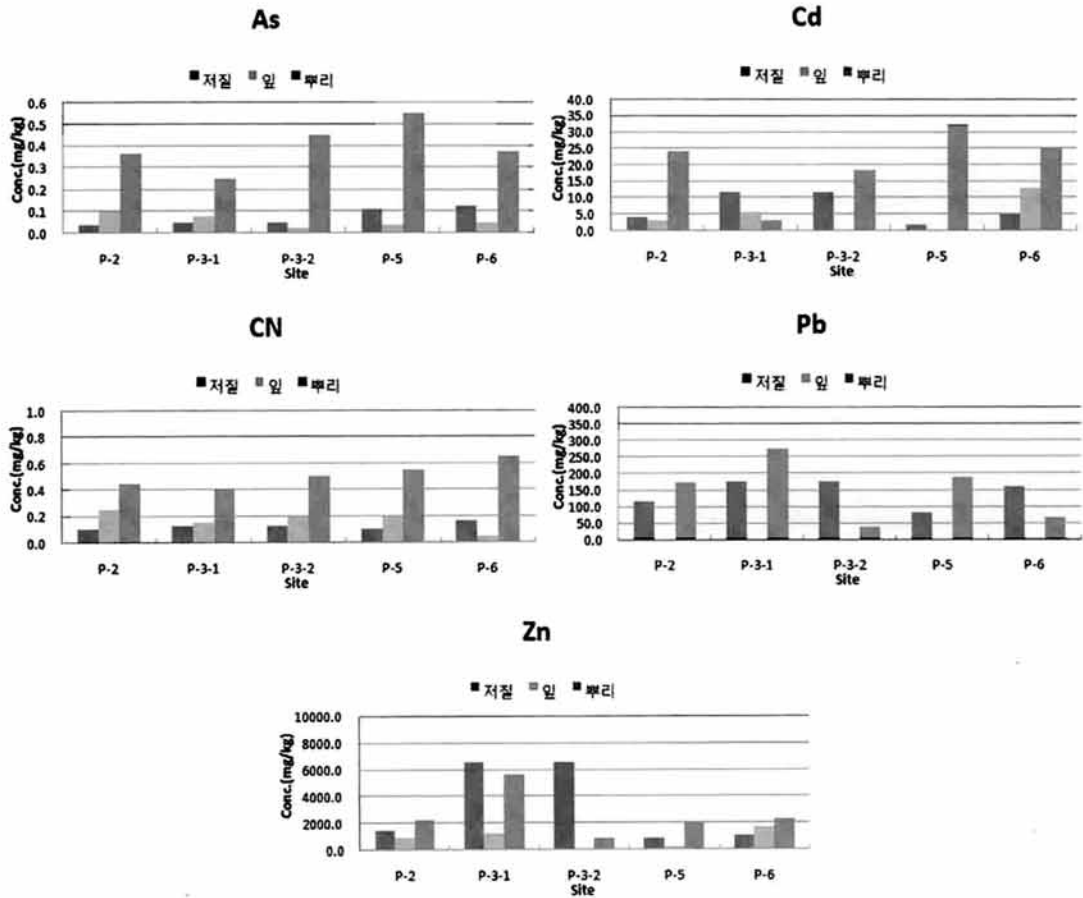 As
■ 저질 ■ 잎 ■ 뿌리
Conc.(mg/kg)
0.6
0.5
0.4
0.3
0.2
0.1
0.0
P-2 P-3-1 P-3-2 P-5 P-6
Site
Cd
■ 저질 ■ 잎 ■ 뿌리
Conc.(mg/kg)
40.0
35.0
30.0
25.0
20.0
15.0
10.0
5.0
0.0
P-2 P-3-1 P-3-2 P-5 P-6
Site
CN
■ 저질 ■ 잎 ■ 뿌리
Conc.(mg/kg)
1.0
0.8
0.6
0.4
0.2
0.0
P-2 P-3-1 P-3-2 P-5 P-6
Site
Pb
■ 저질 ■ 잎 ■ 뿌리
Conc.(mg/kg)
400.0
350.0
300.0
250.0
200.0
150.0
100.0
50.0
0.0
P-2 P-3-1 P-3-2 P-5 P-6
Site
Zn
■ 저질 ■ 잎 ■ 뿌리
Conc.(mg/kg)
10000.0
8000.0
6000.0
4000.0
2000.0
0.0
P-2 P-3-1 P-3-2 P-5 P-6
Site